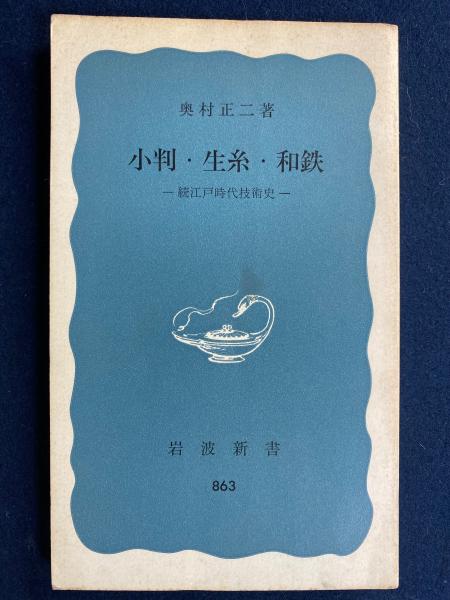 奥村正二著
小判・生糸・和鉄
―続江戸時代技術史―
岩波新書
863